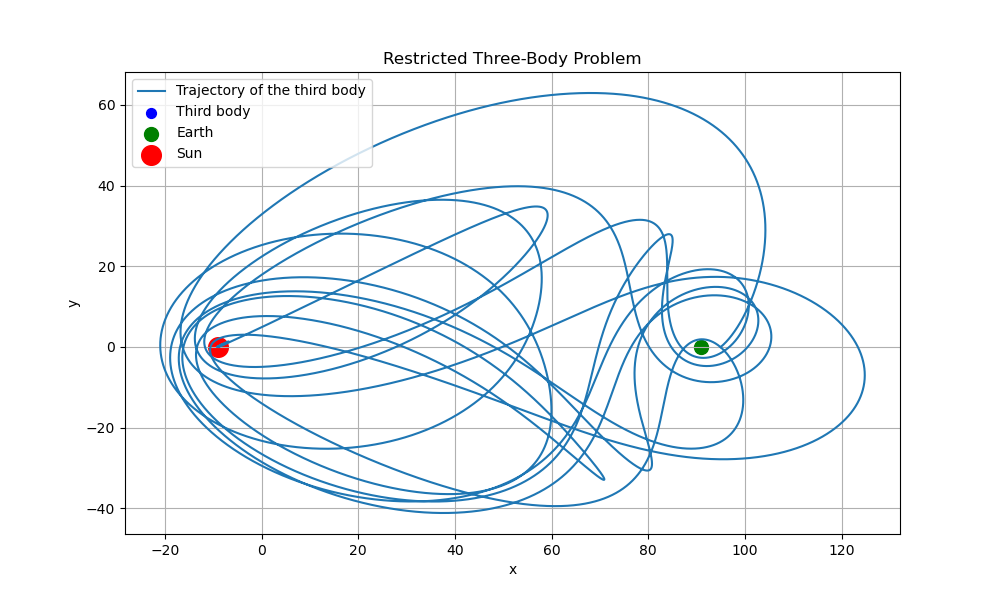 Restricted Three-Body Problem
Trajectory of the third body
Third body
Earth
Sun
60
40
20
0
−20
−40
y
−20 0 20 40 60 80 100 120
x